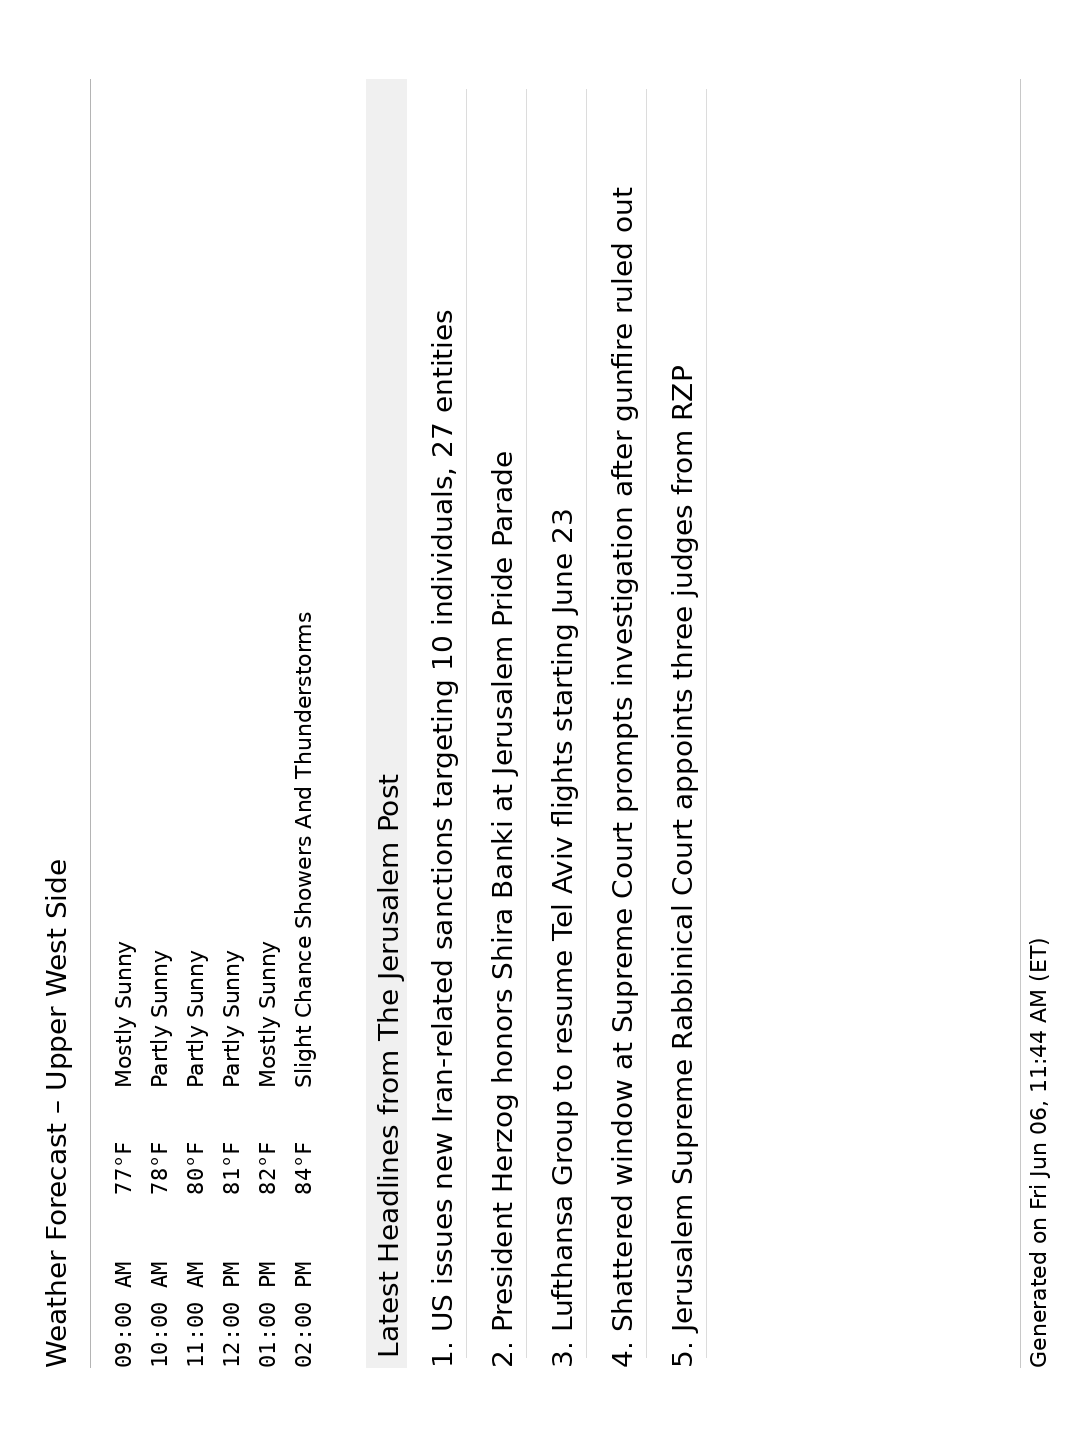 Weather Forecast – Upper West Side
09:00 AM 77°F Mostly Sunny
10:00 AM 78°F Partly Sunny
11:00 AM 80°F Partly Sunny
12:00 PM 81°F Partly Sunny
01:00 PM 82°F Mostly Sunny
02:00 PM 84°F Slight Chance Showers And Thunderstorms
Latest Headlines from The Jerusalem Post
1. US issues new Iran-related sanctions targeting 10 individuals, 27 entities
2. President Herzog honors Shira Banki at Jerusalem Pride Parade
3. Lufthansa Group to resume Tel Aviv flights starting June 23
4. Shattered window at Supreme Court prompts investigation after gunfire ruled out
5. Jerusalem Supreme Rabbinical Court appoints three judges from RZP
Generated on Fri Jun 06, 11:44 AM (ET)